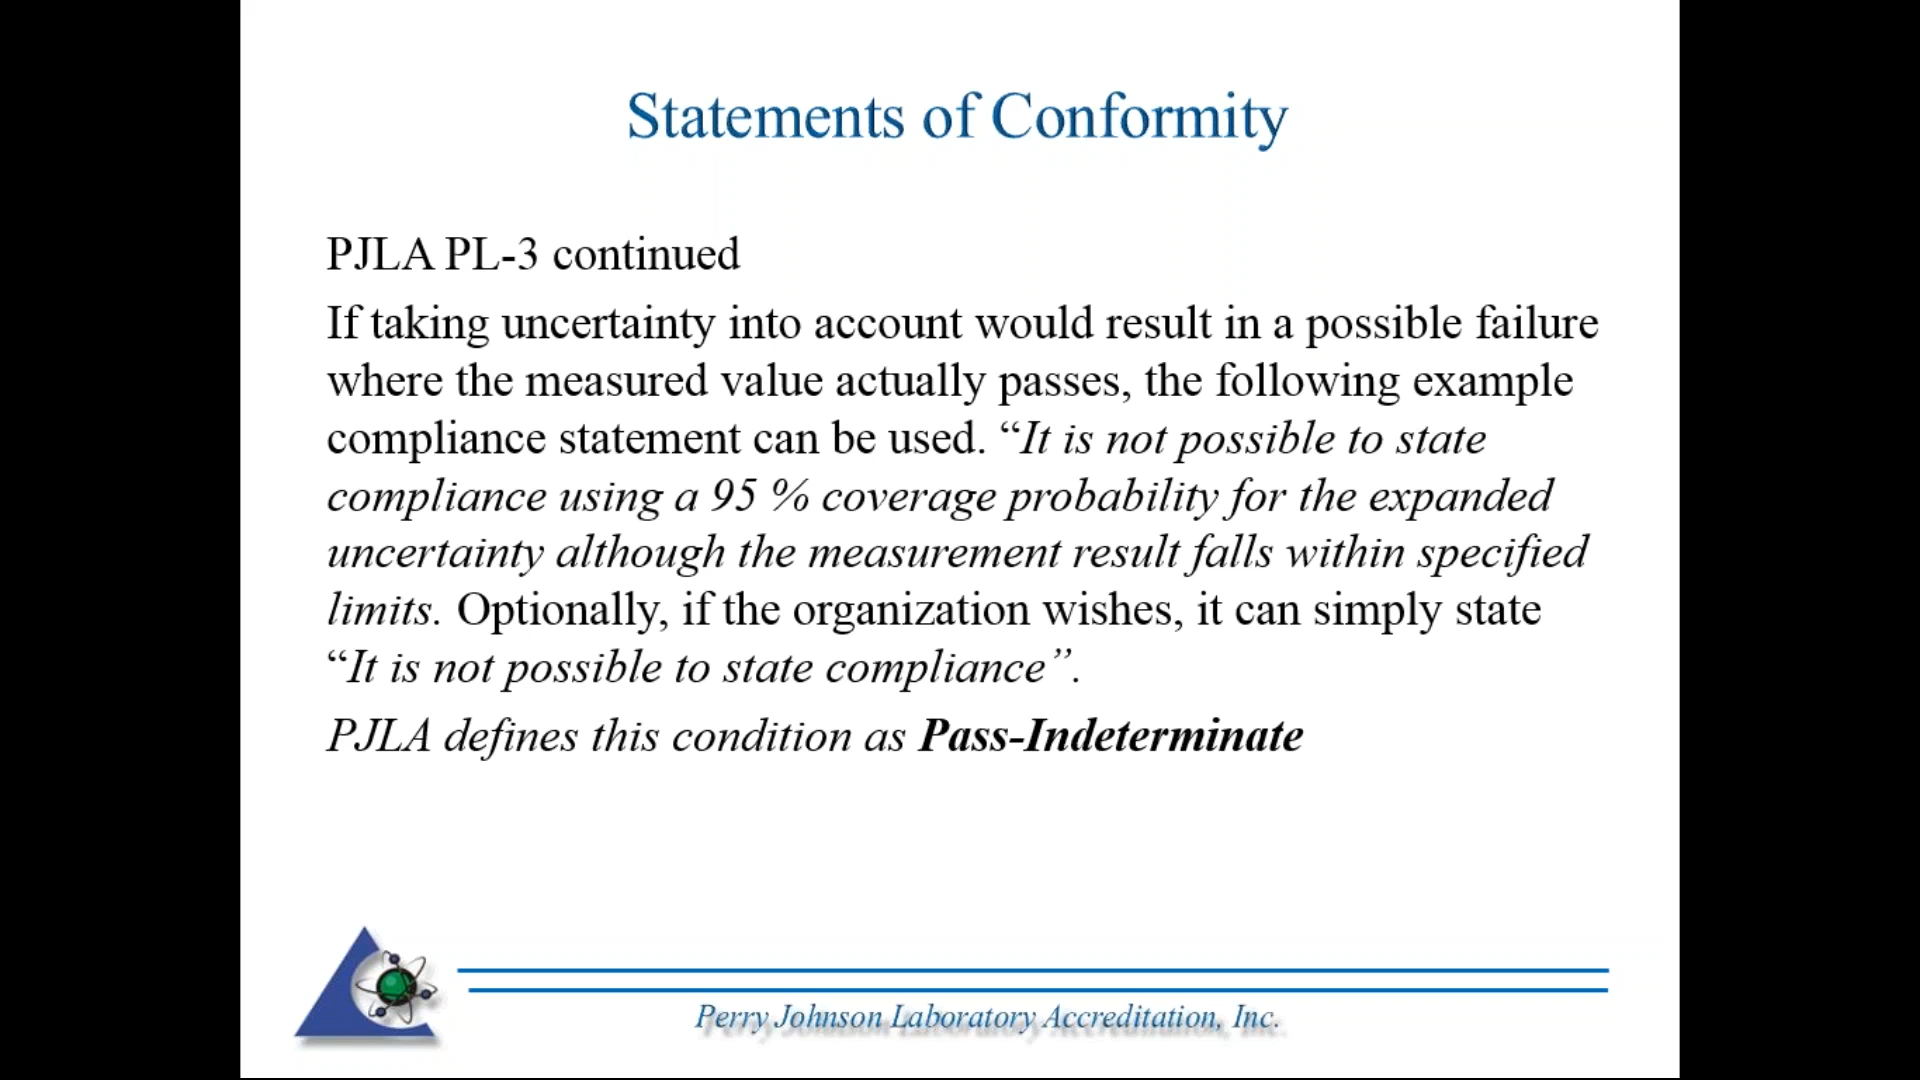 Statements of Conformity
PJLA PL-3 continued
If taking uncertainty into account would result in a possible failure
where the measured value actually passes, the following example
compliance statement can be used. “It is not possible to state
compliance using a 95 % coverage probability for the expanded
uncertainty although the measurement result falls within specified
limits. Optionally, if the organization wishes, it can simply state
“It is not possible to state compliance”.
PJLA defines this condition as Pass-Indeterminate
Perry Johnson Laboratory Accreditation, Inc.